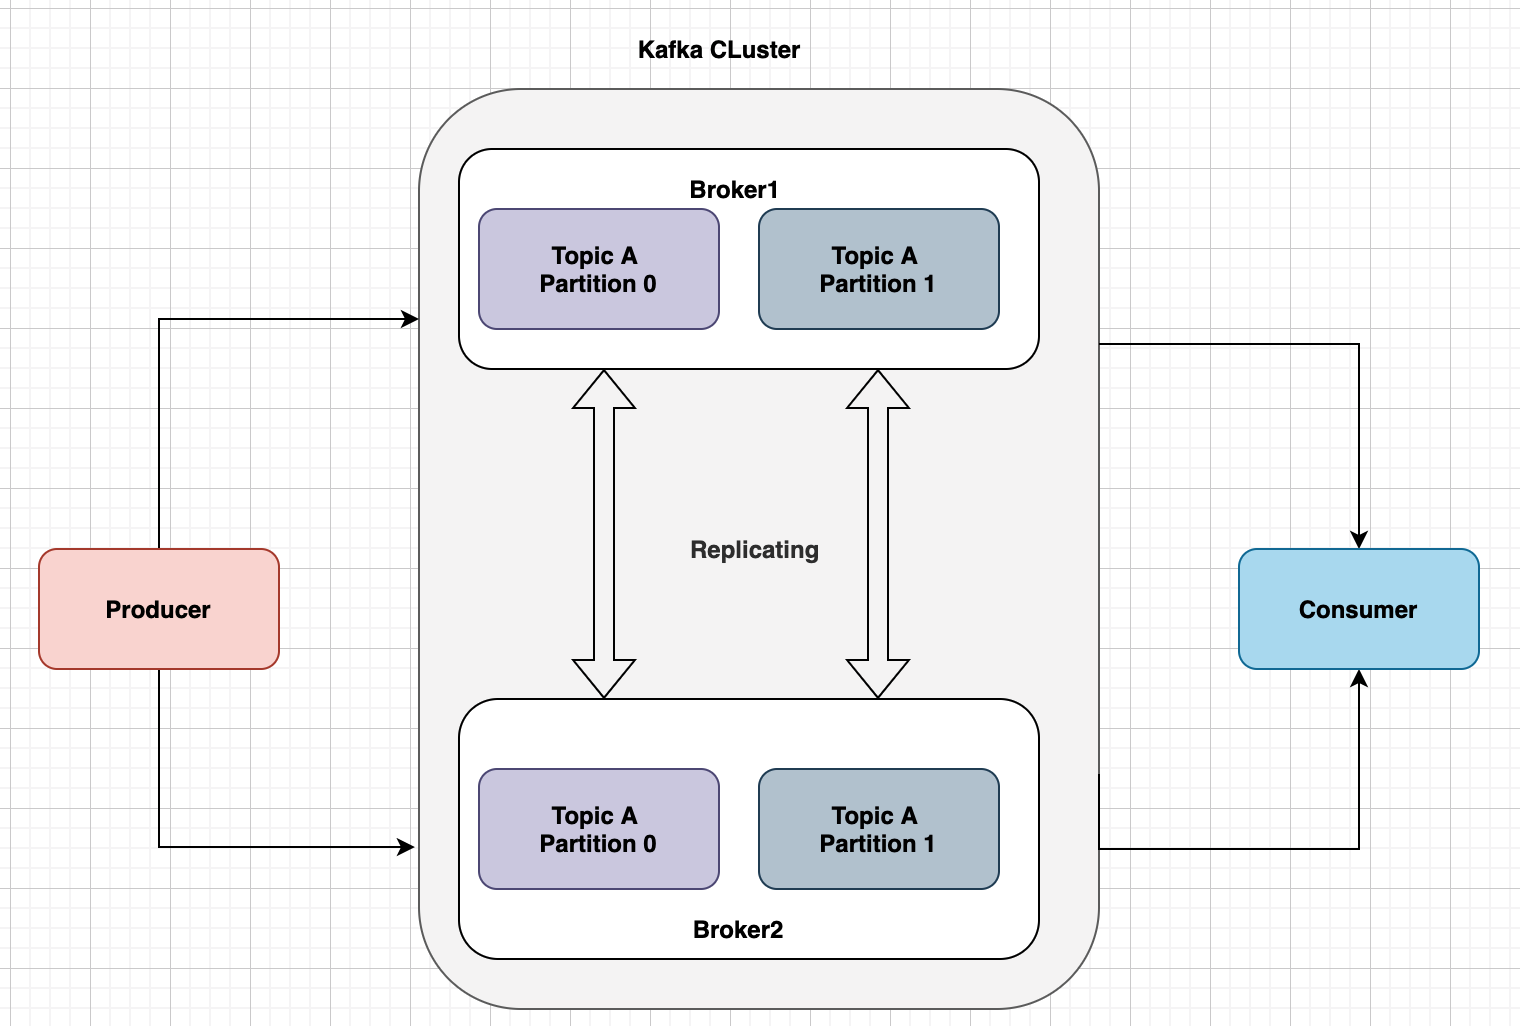 Kafka CLuster
Broker1
Topic A
Partition 0
Topic A
Partition 1
Replicating
Producer
Consumer
Topic A
Partition 0
Topic A
Partition 1
Broker2